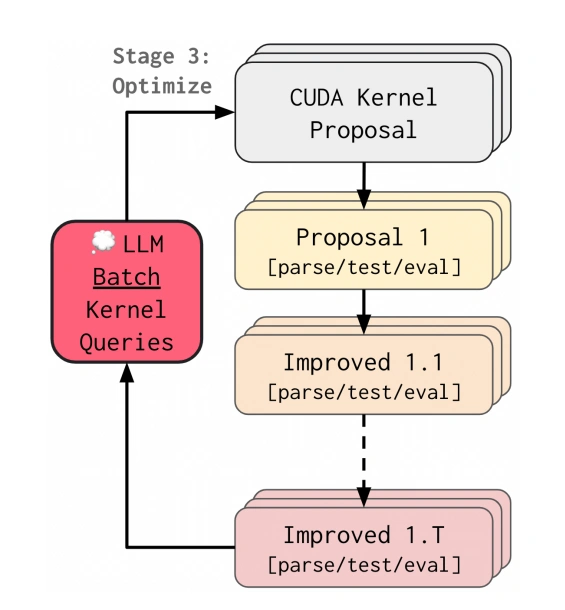 Stage 3:
Optimize
CUDA Kernel
Proposal
Proposal 1
[parse/test/eval]
💭 LLM
Batch
Kernel
Queries
Improved 1.1
[parse/test/eval]
Improved 1.T
[parse/test/eval]